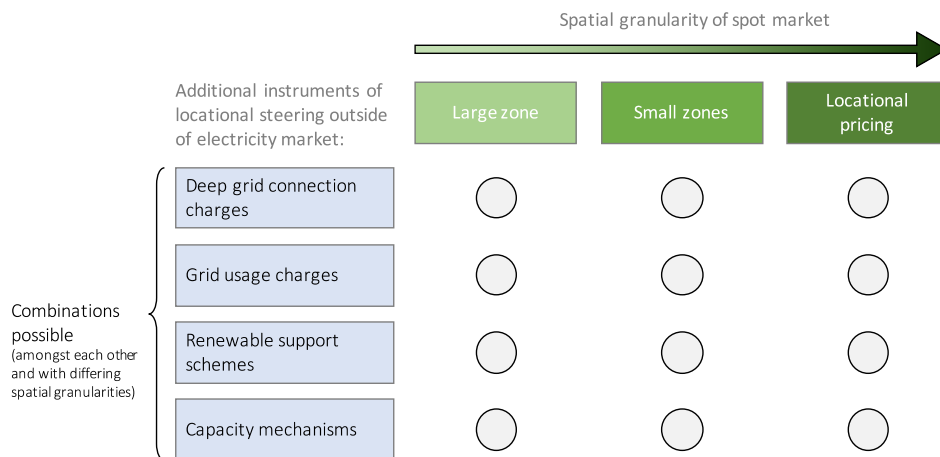 Spatial granularity of spot market
Additional instruments of
locational steering outside
of electricity market:
Large zone
Small zones
Locational
pricing
Deep grid connection
charges
Grid usage charges
Combinations
possible
(amongst each other
and with differing
spatial granularities)
Renewable support
schemes
Capacity mechanisms